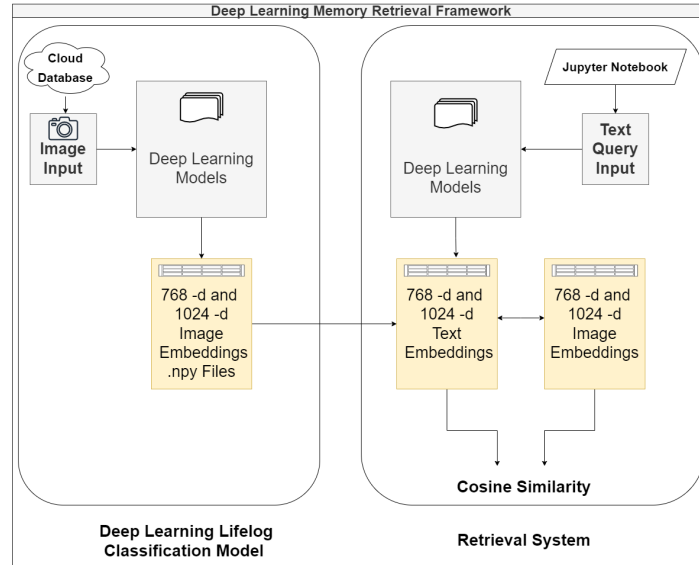 Deep Learning Memory Retrieval Framework
Cloud
Database
Image
Input
Deep Learning
Models
768 -d and
1024 -d
Image
Embeddings
.npy Files
Deep Learning Lifelog
Classification Model
Jupyter Notebook
Text
Query
Input
Deep Learning
Models
768 -d and
1024 -d
Text
Embeddings
768 -d and
1024 -d
Image
Embeddings
Cosine Similarity
Retrieval System